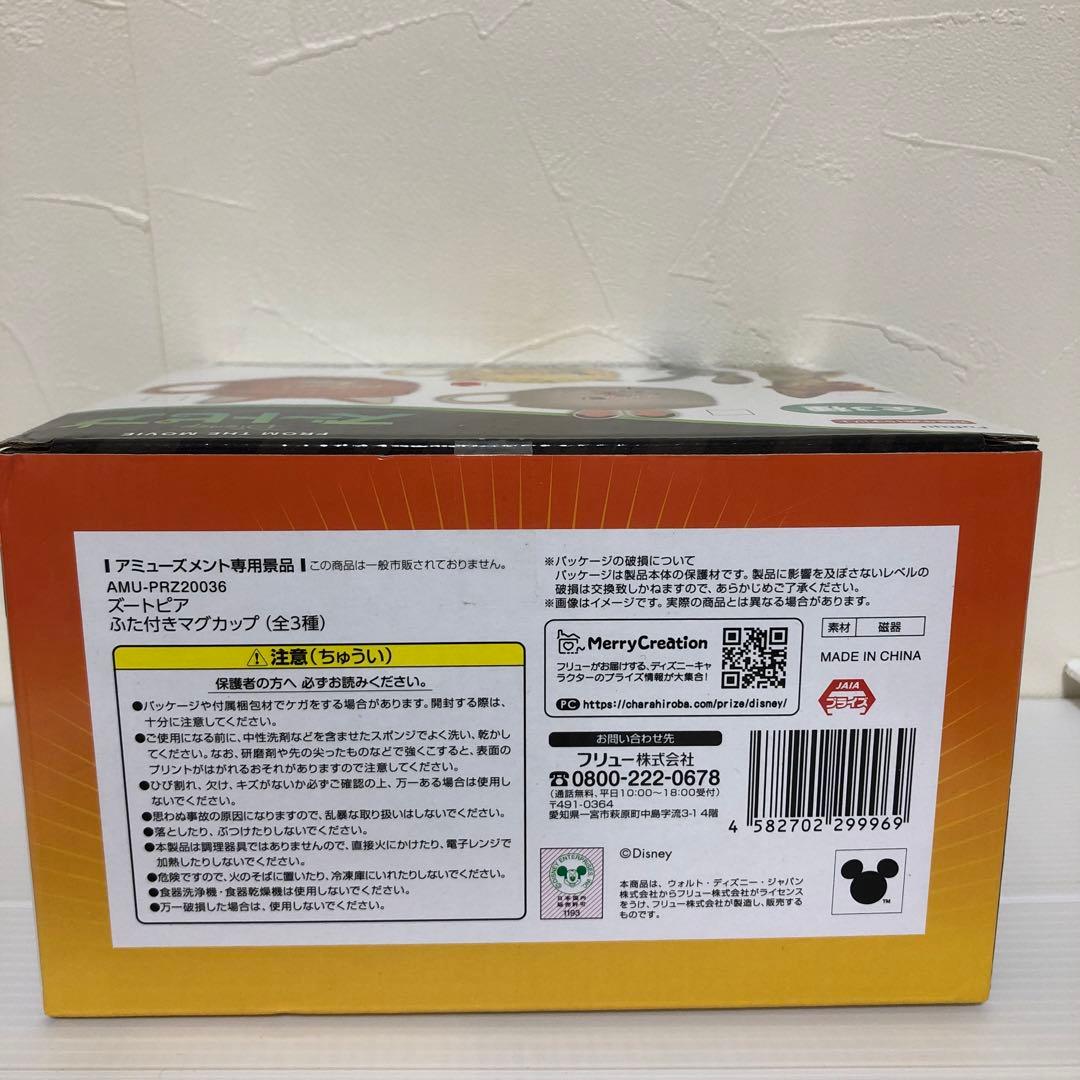 ズートピア
FROM THE MOVIE
全3種
FuRyu
アミューズメント専用景品
この商品は一般市販されておりません。
AMU-PRZ20036
ズートピア
ふた付きマグカップ(全3種)
⚠注意(ちゅうい)
保護者の方へ 必ずお読みください。
●パッケージや付属梱包材でケガをする場合があります。開封する際は、
十分に注意してください。
●ご使用になる前に、中性洗剤などを含ませたスポンジでよく洗い、乾かし
てください。なお、研磨剤や先の尖ったものなどで強くこすると、表面の
プリントがはがれるおそれがありますので注意してください。
●ひび割れ、欠け、キズがないか必ずご確認の上、万一ある場合は使用し
ないでください。
●思わぬ事故の原因になりますので、乱暴な取り扱いはしないでください。
●落としたり、ぶつけたりしないでください。
●本製品は調理器具ではありませんので、直接火にかけたり、電子レンジで
加熱したりしないでください。
●危険ですので、火のそばに置いたり、冷凍庫にいれたりしないでください。
●食器洗浄機・食器乾燥機は使用しないでください。
●万一破損した場合は、使用しないでください。
※パッケージの破損について
パッケージは製品本体の保護材です。製品に影響を及ぼさないレベルの
破損は交換致しかねますので、あらかじめご了承ください。
※画像はイメージです。実際の商品とは異なる場合があります。
MerryCreation
フリューがお届けする、ディズニーキャ
ラクターのプライズ情報が大集合!
PC https://charahiroba.com/prize/disney/
素材 磁器
MADE IN CHINA
JAIA
プライズ
お問い合わせ先
フリュー株式会社
☎0800-222-0678
(通話無料、平日10:00〜18:00受付)
〒491-0364
愛知県一宮市萩原町中島字流3-1 4階
4 582702 299969
©Disney
©DISNEY ENTERPRISES, INC.
日本国内
販売許可
1193
本商品は、ウォルト・ディズニー・ジャパン
株式会社からフリュー株式会社がライセンス
をうけ、フリュー株式会社が製造し、販売する
ものです。
TM